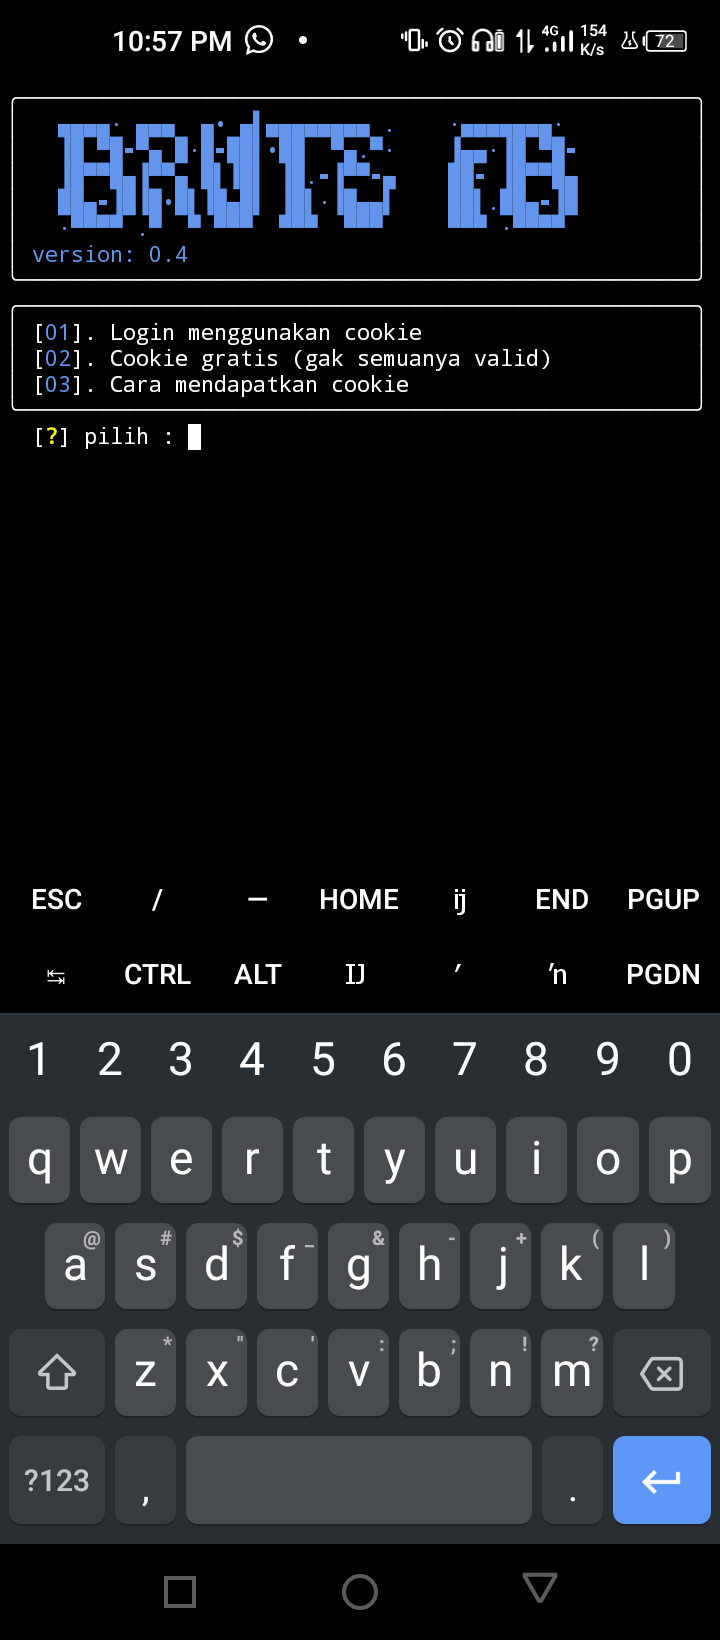 10:57 PM 4G 154 K/s 72
BRUTE FB
version: 0.4
[01]. Login menggunakan cookie
[02]. Cookie gratis (gak semuanya valid)
[03]. Cara mendapatkan cookie
[?] pilih :
ESC / — HOME ĳ END PGUP
↹ CTRL ALT Ĳ ′ ŉ PGDN
1 2 3 4 5 6 7 8 9 0
q w e r t y u i o p
@ # $ _ & - + ( )
a s d f g h j k l
* " ' : ; ! ?
z x c v b n m
?123 , .